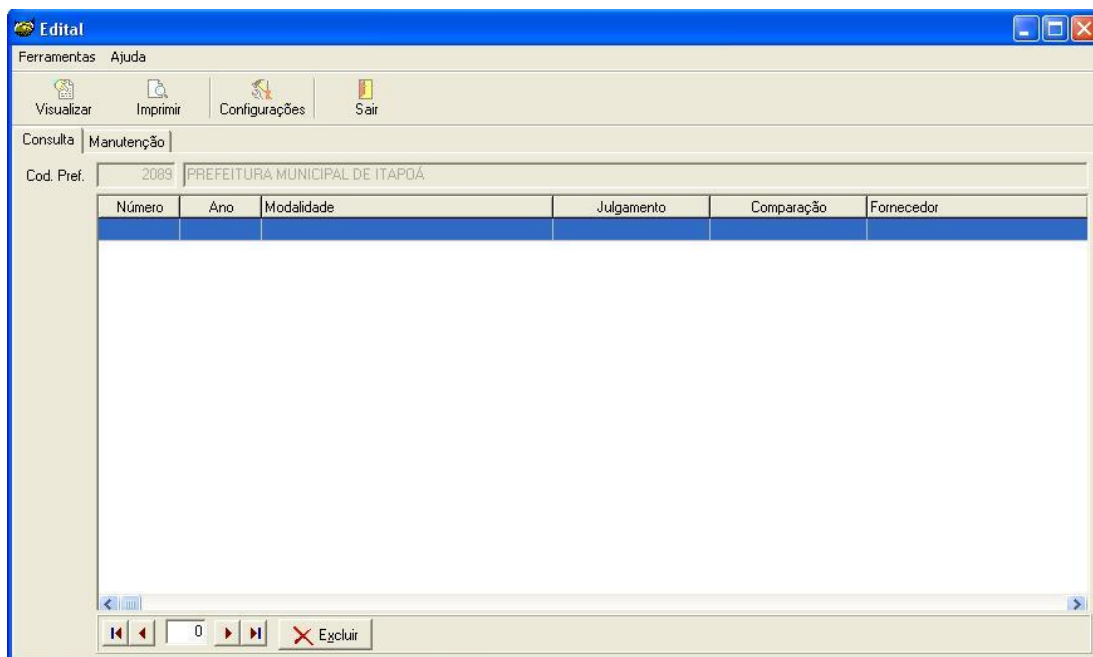 Edital
Ferramentas Ajuda
Visualizar Imprimir Configurações Sair
Consulta Manutenção
Cod. Pref. 2089 PREFEITURA MUNICIPAL DE ITAPOÁ
Número Ano Modalidade Julgamento Comparação Fornecedor
0 Excluir